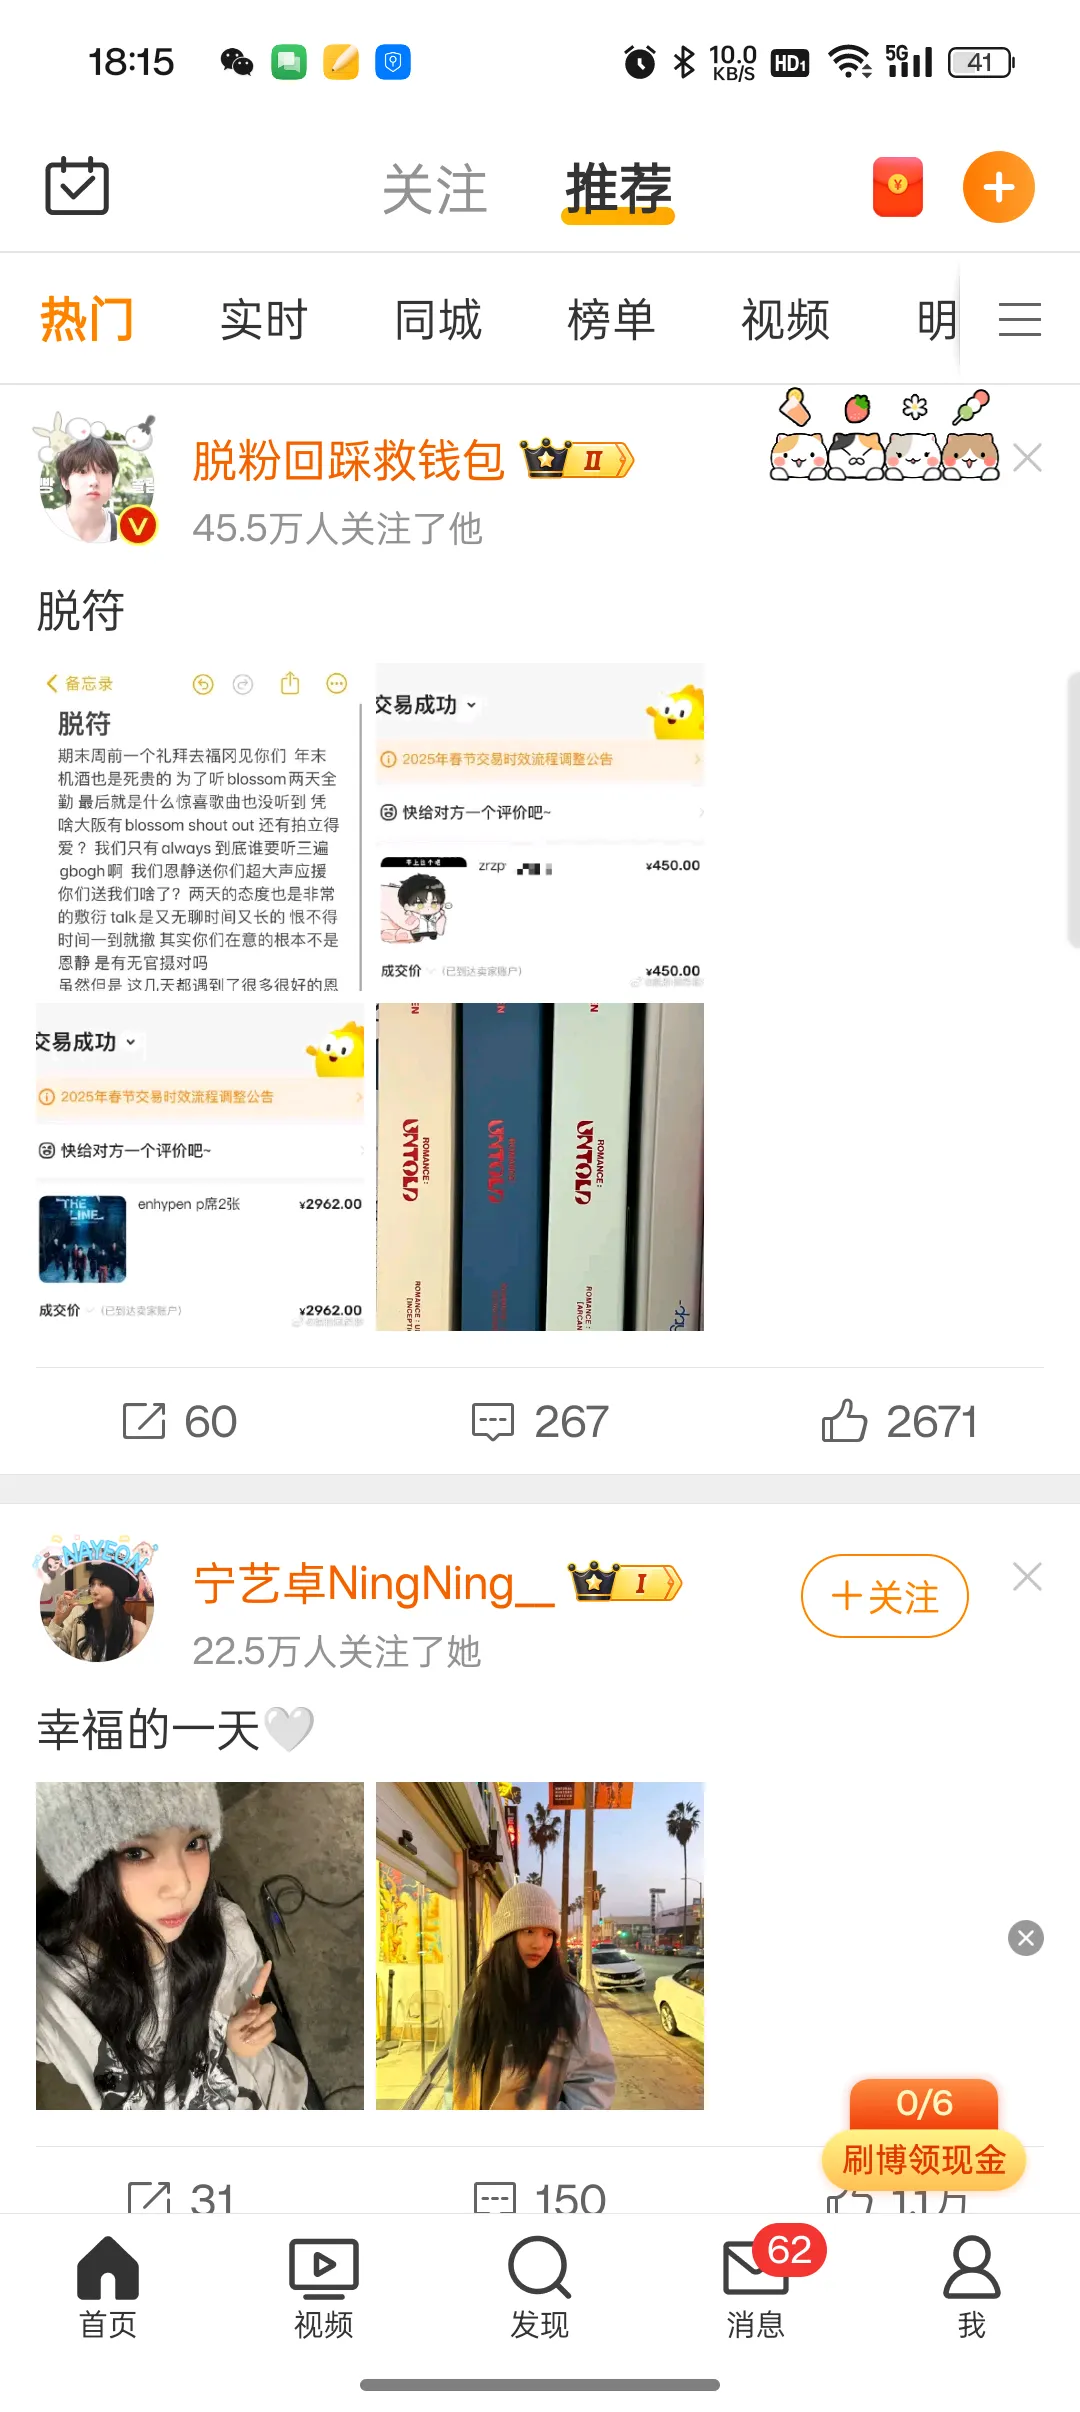 18:15
10.0 KB/S
HD1
5G
41
关注
推荐
热门
实时
同城
榜单
视频
明
脱粉回踩救钱包
II
45.5万人关注了他
脱符
备忘录
脱符
期末周前一个礼拜去福冈见你们 年末
机酒也是死贵的 为了听blossom两天全
勤 最后就是什么惊喜歌曲也没听到 凭
啥大阪有blossom shout out 还有拍立得
爱？我们只有always 到底谁要听三遍
gbogh啊 我们恩静送你们超大声应援
你们送我们啥了？两天的态度也是非常
的敷衍 talk是又无聊时间又长的 恨不得
时间一到就撤 其实你们在意的根本不是
恩静 是有无官摄对吗
虽然但是 这几天都遇到了很多很好的恩
交易成功
2025年春节交易时效流程调整公告
快给对方一个评价吧~
zrzp
¥450.00
成交价
(已到达卖家账户)
¥450.00
交易成功
2025年春节交易时效流程调整公告
快给对方一个评价吧~
THE LINE
enhypen p席2张
¥2962.00
成交价
(已到达卖家账户)
¥2962.00
EN
ROMANCE:
UNTOLD
ROMANCE: U
[INCEPTI
ROMANCE:
UNTOLD
N
ROMANCE:
UNTOLD
ROMANCE:
[ARCAN
60
267
2671
NAYEON
宁艺卓NingNing__
I
+关注
22.5万人关注了她
幸福的一天🤍
31
150
1.1万
0/6
刷博领现金
首页
视频
发现
62
消息
我